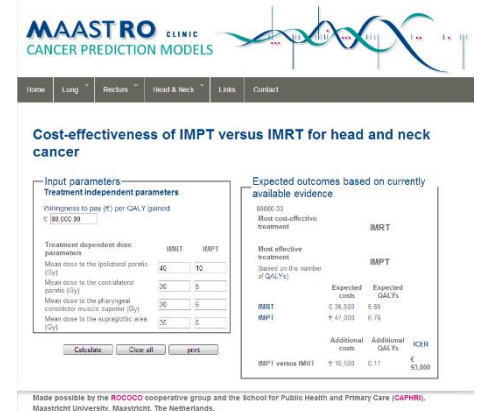 MAASTRO CLINIC
CANCER PREDICTION MODELS
Home Lung Rectum Head & Neck Links Contact
Cost-effectiveness of IMPT versus IMRT for head and neck
cancer
Input parameters
Treatment independent parameters
Willingness to pay (€) per QALY
gained
€ 80,000.00
Treatment dependent dose
parameters IMRT IMPT
Mean dose to the ipsilateral parotis
(Gy) 40 10
Mean dose to the contralateral
parotis (Gy) 30 5
Mean dose to the pharyngeal
constrictor muscle superior (Gy) 30 5
Mean dose to the supraglottic area
(Gy) 35 5
Calculate Clear all print
Expected outcomes based on currently
available evidence
80000.00
Most cost-effective
treatment IMRT
Most effective
treatment IMPT
(based on the number
of QALYs)
Expected costs Expected QALYs
IMRT € 36,500 6.65
IMPT € 47,000 6.76
Additional costs Additional QALYs ICER
IMPT versus IMRT € 10,500 0.11 € 93,000
Made possible by the ROCOCO cooperative group and the School for Public Health and Primary Care (CAPHRI),
Maastricht University, Maastricht, The Netherlands.